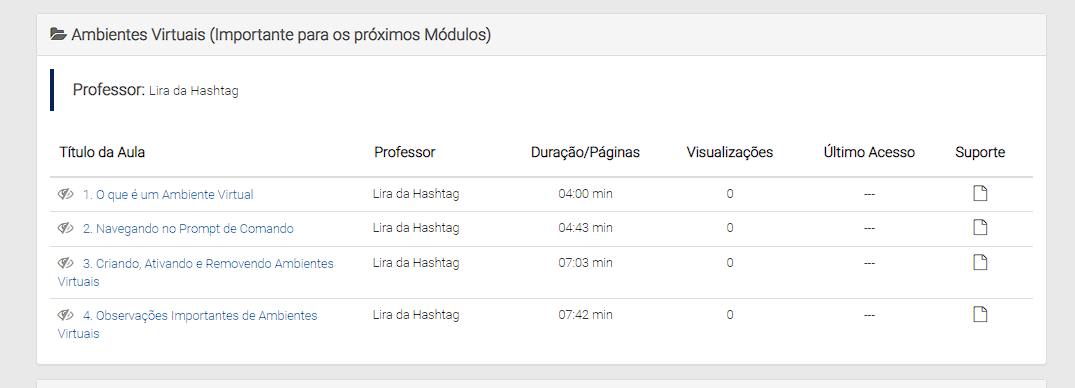 Ambientes Virtuais (Importante para os próximos Módulos)
Professor: Lira da Hashtag
Título da Aula Professor Duração/Páginas Visualizações Último Acesso Suporte
1. O que é um Ambiente Virtual Lira da Hashtag 04:00 min 0 ---
2. Navegando no Prompt de Comando Lira da Hashtag 04:43 min 0 ---
3. Criando, Ativando e Removendo Ambientes Lira da Hashtag 07:03 min 0 ---
Virtuais
4. Observações Importantes de Ambientes Lira da Hashtag 07:42 min 0 ---
Virtuais